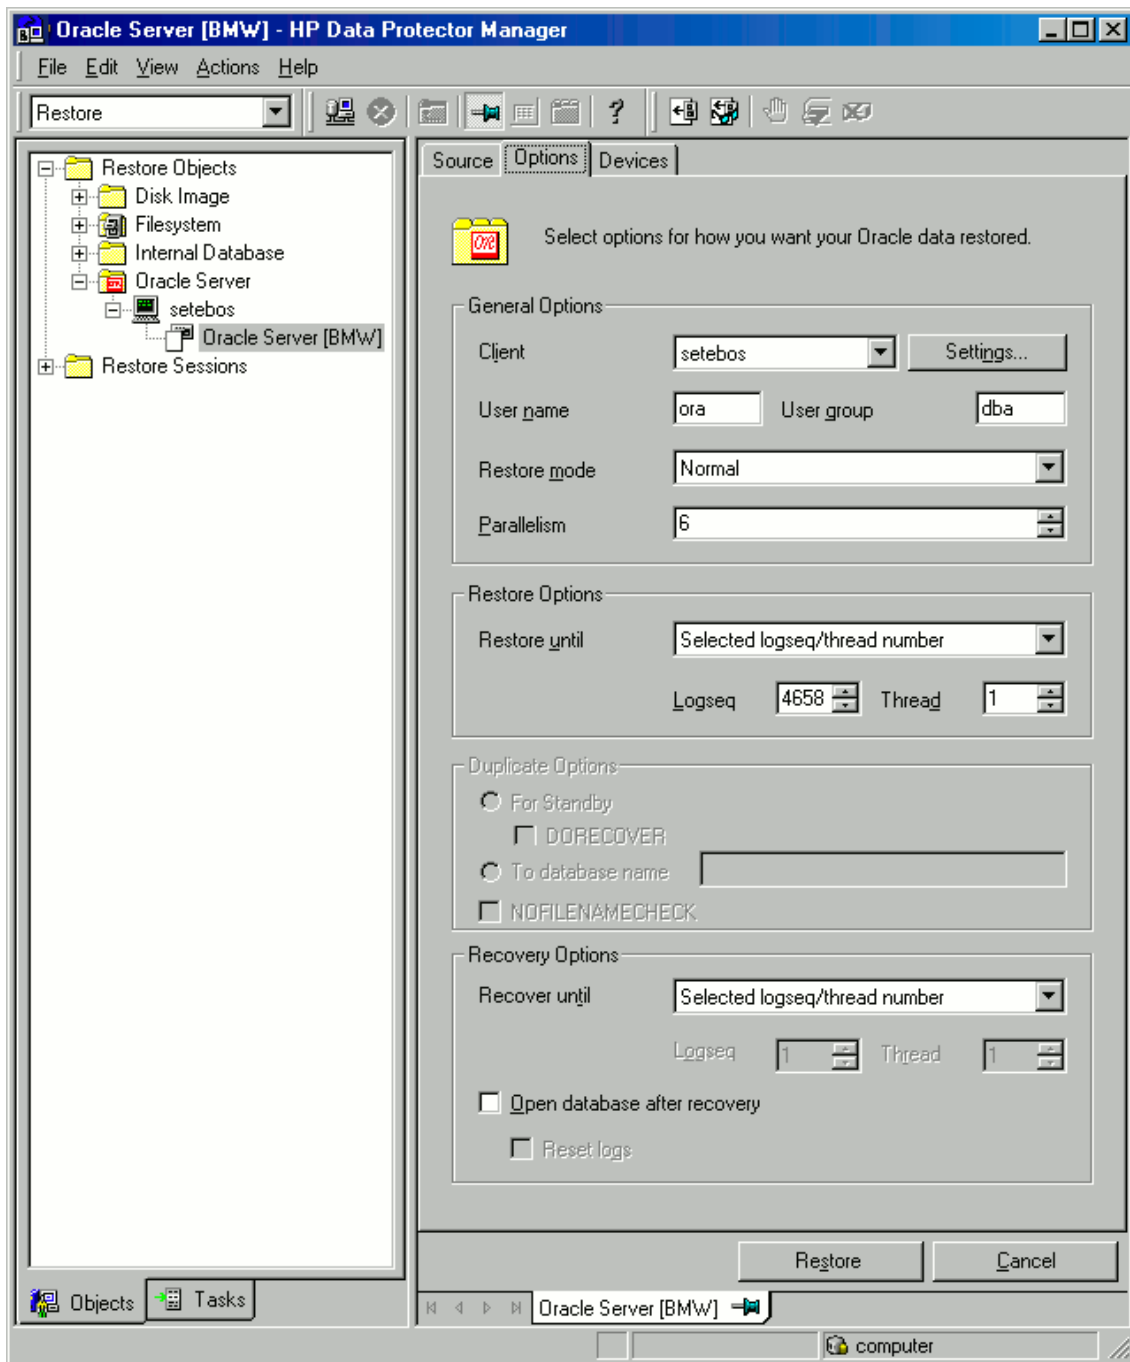 Oracle Server [BMW] - HP Data Protector Manager
File Edit View Actions Help
Restore
Restore Objects
Disk Image
Filesystem
Internal Database
Oracle Server
setebos
Oracle Server [BMW]
Restore Sessions
Source Options Devices
Select options for how you want your Oracle data restored.
General Options
Client setebos Settings...
User name ora User group dba
Restore mode Normal
Parallelism 6
Restore Options
Restore until Selected logseq/thread number
Logseq 4658 Thread 1
Duplicate Options
For Standby
DORECOVER
To database name
NOFILENAMECHECK
Recovery Options
Recover until Selected logseq/thread number
Logseq 1 Thread 1
Open database after recovery
Reset logs
Restore Cancel
Objects Tasks
Oracle Server [BMW]
computer